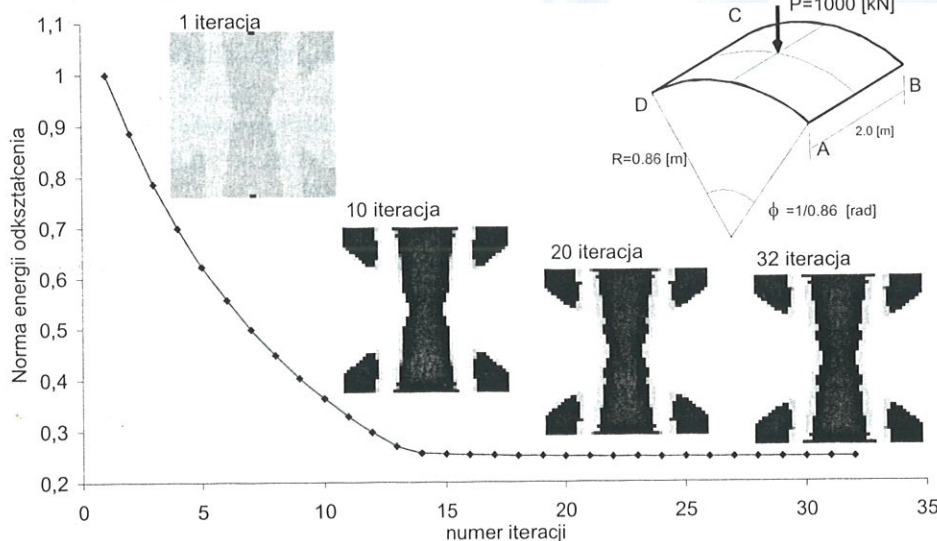 Norma energii odkształcenia
1,1
1
0,9
0,8
0,7
0,6
0,5
0,4
0,3
0,2
0
5
10
15
20
25
30
35
numer iteracji
1 iteracja
10 iteracja
20 iteracja
32 iteracja
P=1000 [kN]
C
B
D
A
2.0 [m]
R=0.86 [m]
ϕ =1/0.86 [rad]